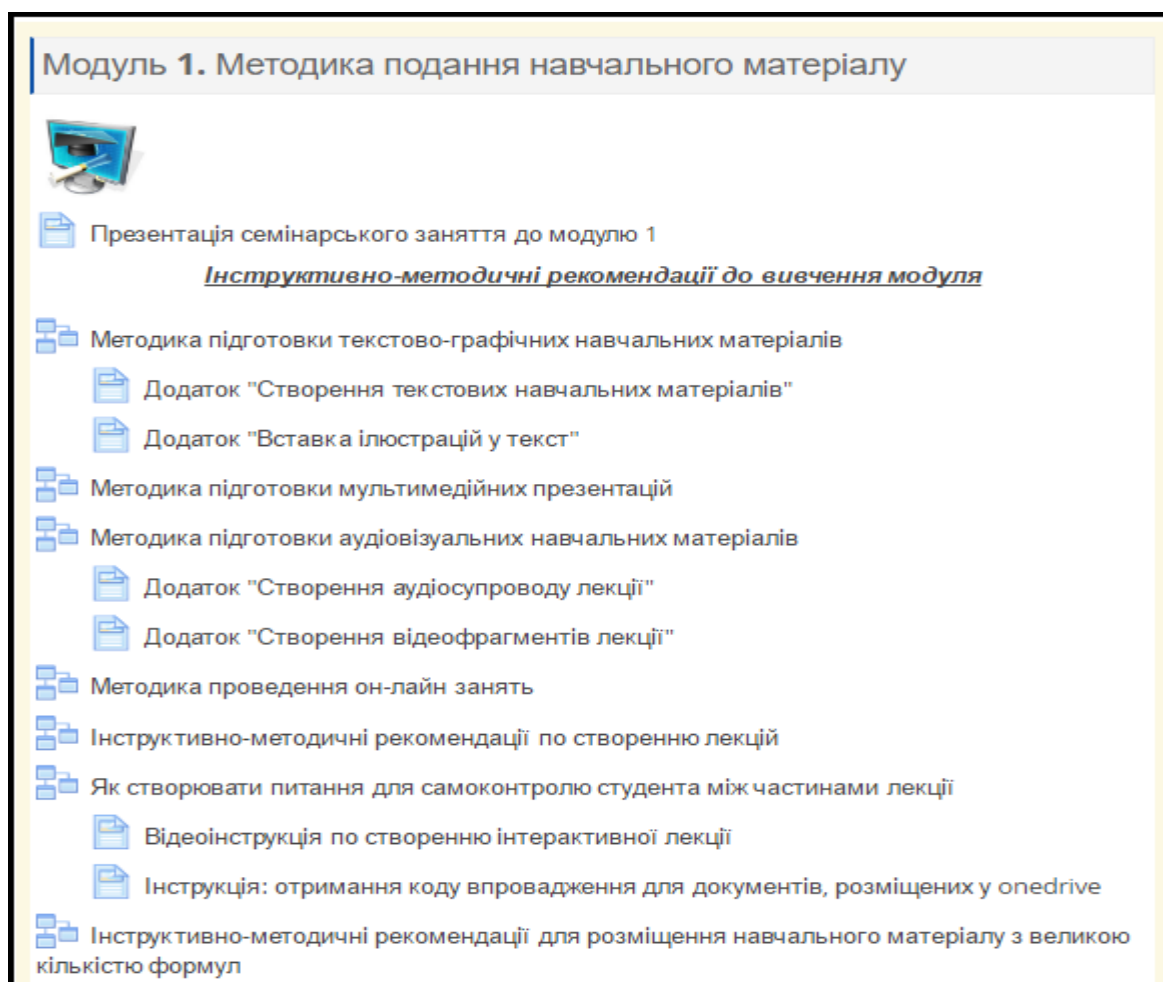 Модуль 1. Методика подання навчального матеріалу
Презентація семінарського заняття до модулю 1
Інструктивно-методичні рекомендації до вивчення модуля
Методика підготовки текстово-графічних навчальних матеріалів
Додаток "Створення текстових навчальних матеріалів"
Додаток "Вставка ілюстрацій у текст"
Методика підготовки мультимедійних презентацій
Методика підготовки аудіовізуальних навчальних матеріалів
Додаток "Створення аудіосупроводу лекції"
Додаток "Створення відеофрагментів лекції"
Методика проведення он-лайн занять
Інструктивно-методичні рекомендації по створенню лекцій
Як створювати питання для самоконтролю студента між частинами лекції
Відеоінструкція по створенню інтерактивної лекції
Інструкція: отримання коду впровадження для документів, розміщених у onedrive
Інструктивно-методичні рекомендації для розміщення навчального матеріалу з великою
кількістю формул